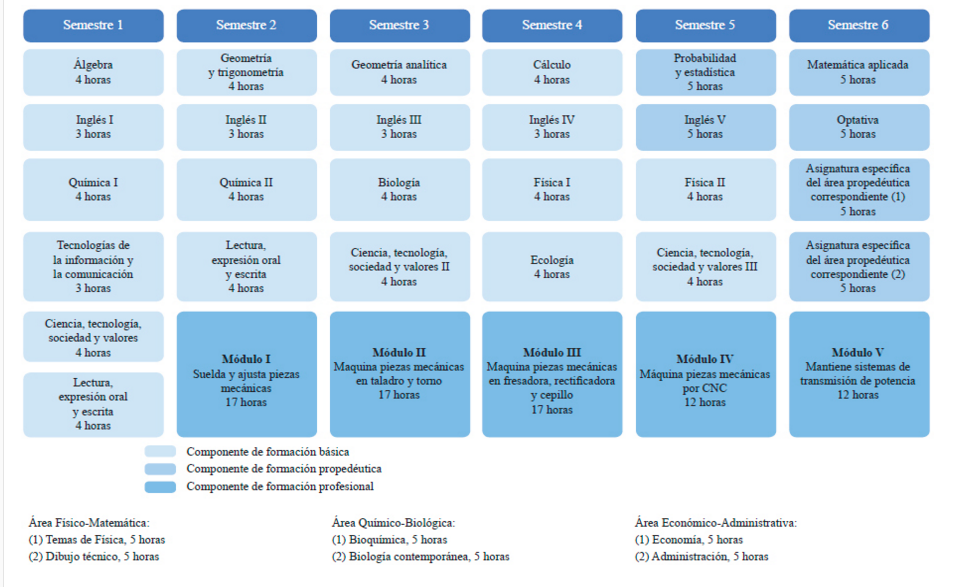 Semestre 1
Semestre 2
Semestre 3
Semestre 4
Semestre 5
Semestre 6
Álgebra
4 horas
Geometría
y trigonometría
4 horas
Geometría analítica
4 horas
Cálculo
4 horas
Probabilidad
y estadística
5 horas
Matemática aplicada
5 horas
Inglés I
3 horas
Inglés II
3 horas
Inglés III
3 horas
Inglés IV
3 horas
Inglés V
5 horas
Optativa
5 horas
Química I
4 horas
Química II
4 horas
Biología
4 horas
Física I
4 horas
Física II
4 horas
Asignatura específica
del área propedéutica
correspondiente (1)
5 horas
Tecnologías de
la información y
la comunicación
3 horas
Lectura,
expresión oral
y escrita
4 horas
Ciencia, tecnología,
sociedad y valores II
4 horas
Ecología
4 horas
Ciencia, tecnología,
sociedad y valores III
4 horas
Asignatura específica
del área propedéutica
correspondiente (2)
5 horas
Ciencia, tecnología,
sociedad y valores
4 horas
Lectura,
expresión oral
y escrita
4 horas
Módulo I
Suelda y ajusta piezas
mecánicas
17 horas
Módulo II
Maquina piezas mecánicas
en taladro y torno
17 horas
Módulo III
Maquina piezas mecánicas
en fresadora, rectificadora
y cepillo
17 horas
Módulo IV
Máquina piezas mecánicas
por CNC
12 horas
Módulo V
Mantiene sistemas de
transmisión de potencia
12 horas
Componente de formación básica
Componente de formación propedéutica
Componente de formación profesional
Área Físico-Matemática:
(1) Temas de Física, 5 horas
(2) Dibujo técnico, 5 horas
Área Químico-Biológica:
(1) Bioquímica, 5 horas
(2) Biología contemporánea, 5 horas
Área Económico-Administrativa:
(1) Economía, 5 horas
(2) Administración, 5 horas